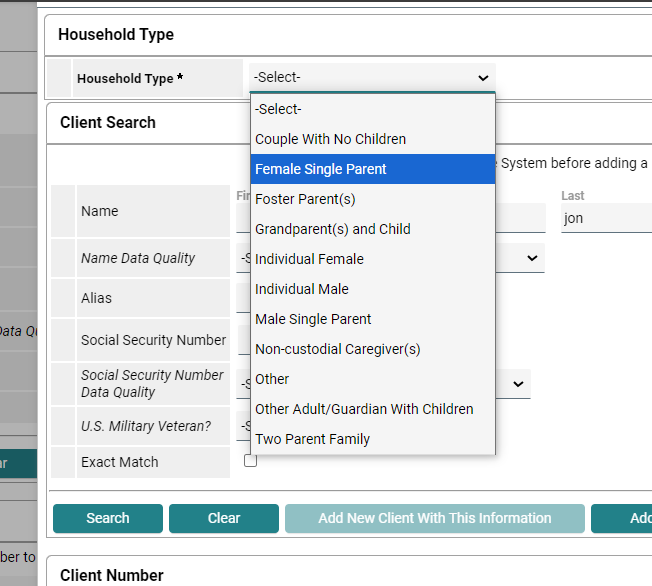 Household Type
Household Type *
-Select-
-Select-
Client Search
Couple With No Children
Female Single Parent
System before adding a
Foster Parent(s)
Last
Name
jon
Grandparent(s) and Child
Name Data Quality
Individual Female
Alias
Individual Male
Male Single Parent
Data Qu
Social Security Number
Non-custodial Caregiver(s)
Social Security Number
Data Quality
Other
Other Adult/Guardian With Children
U.S. Military Veteran?
Two Parent Family
Exact Match
Search
Clear
Add New Client With This Information
Add
ber to
Client Number